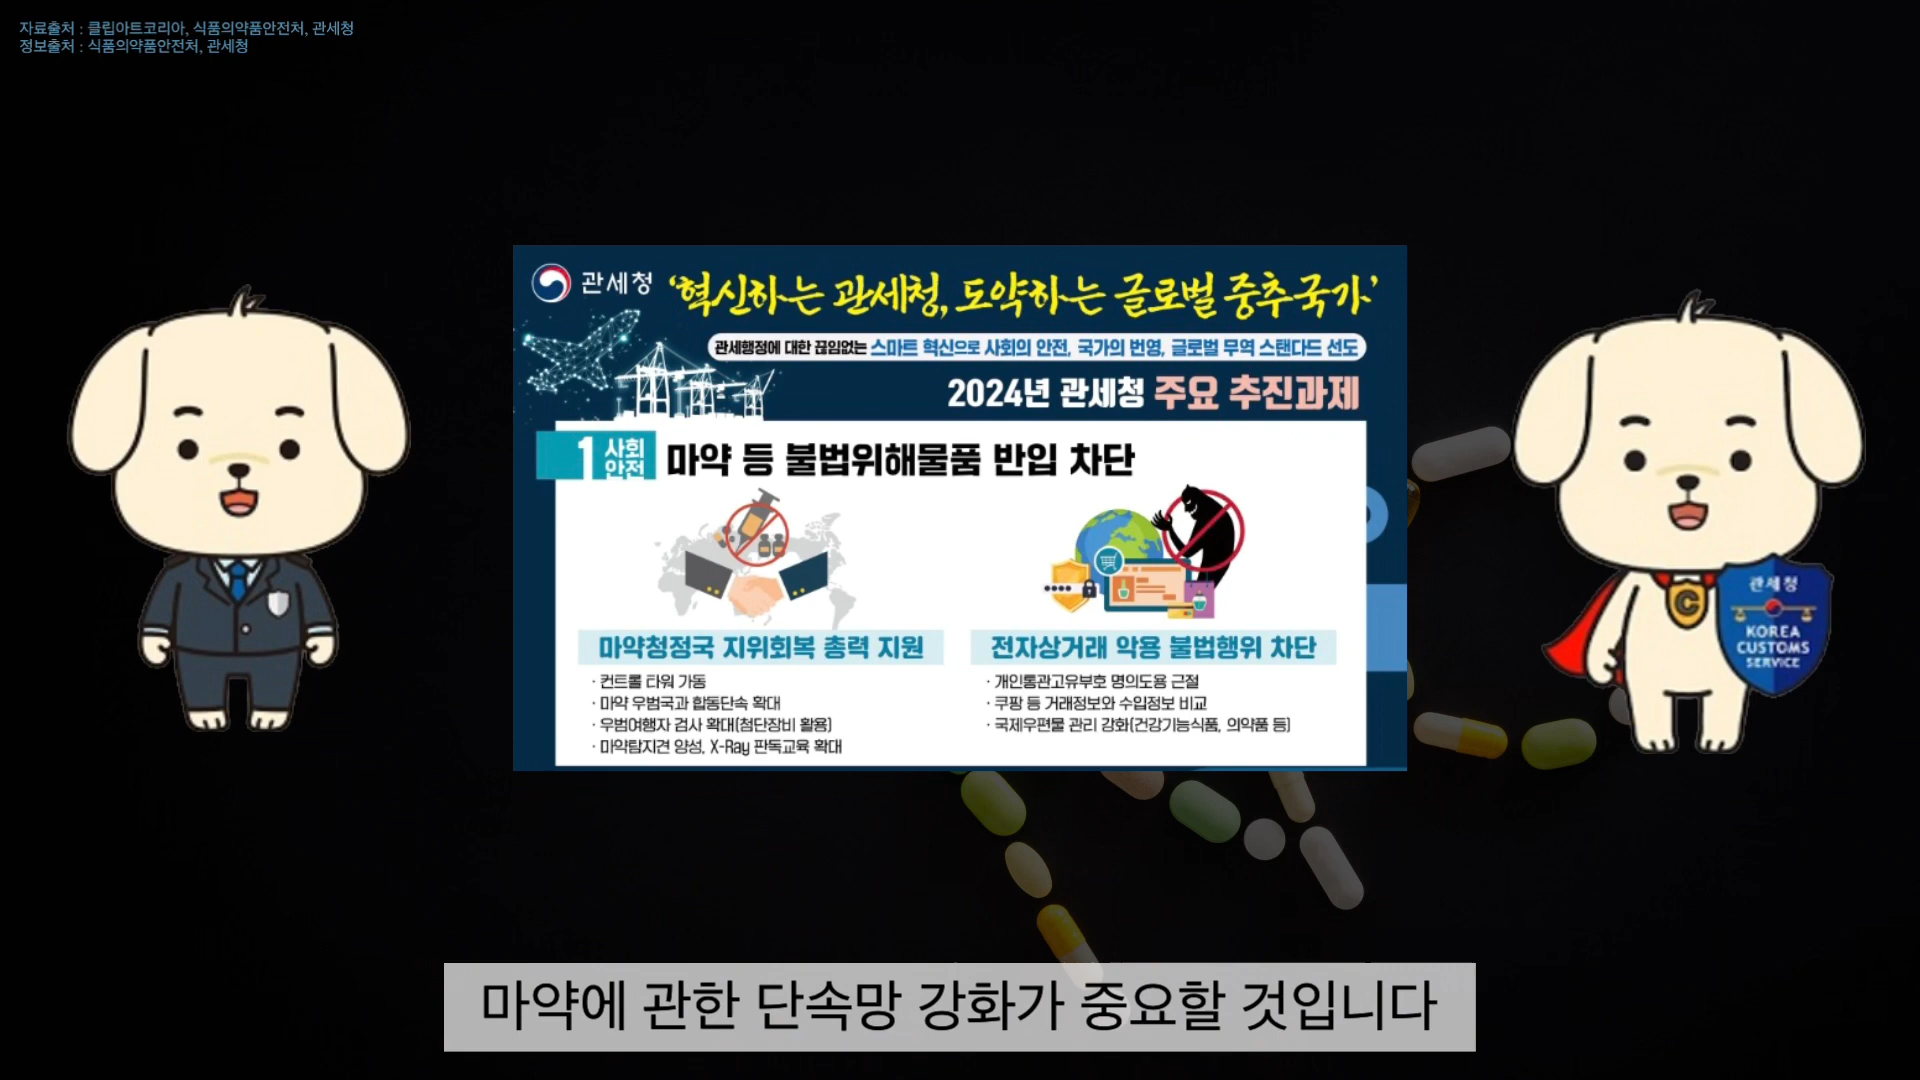 자료출처 : 클립아트코리아, 식품의약품안전처, 관세청
정보출처 : 식품의약품안전처, 관세청
관세청 '혁신하는 관세청, 도약하는 글로벌 중추국가'
관세행정에 대한 끊임없는 스마트 혁신으로 사회의 안전, 국가의 번영, 글로벌 무역 스탠다드 선도
2024년 관세청 주요 추진과제
1 사회 안전 마약 등 불법위해물품 반입 차단
마약청정국 지위회복 총력 지원
· 컨트롤 타워 가동
· 마약 우범국과 합동단속 확대
· 우범여행자 검사 확대(첨단장비 활용)
· 마약탐지견 양성, X-Ray 판독교육 확대
전자상거래 악용 불법행위 차단
· 개인통관고유부호 명의도용 근절
· 쿠팡 등 거래정보와 수입정보 비교
· 국제우편물 관리 강화(건강기능식품, 의약품 등)
C
관세청
KOREA
CUSTOMS
SERVICE
마약에 관한 단속망 강화가 중요할 것입니다